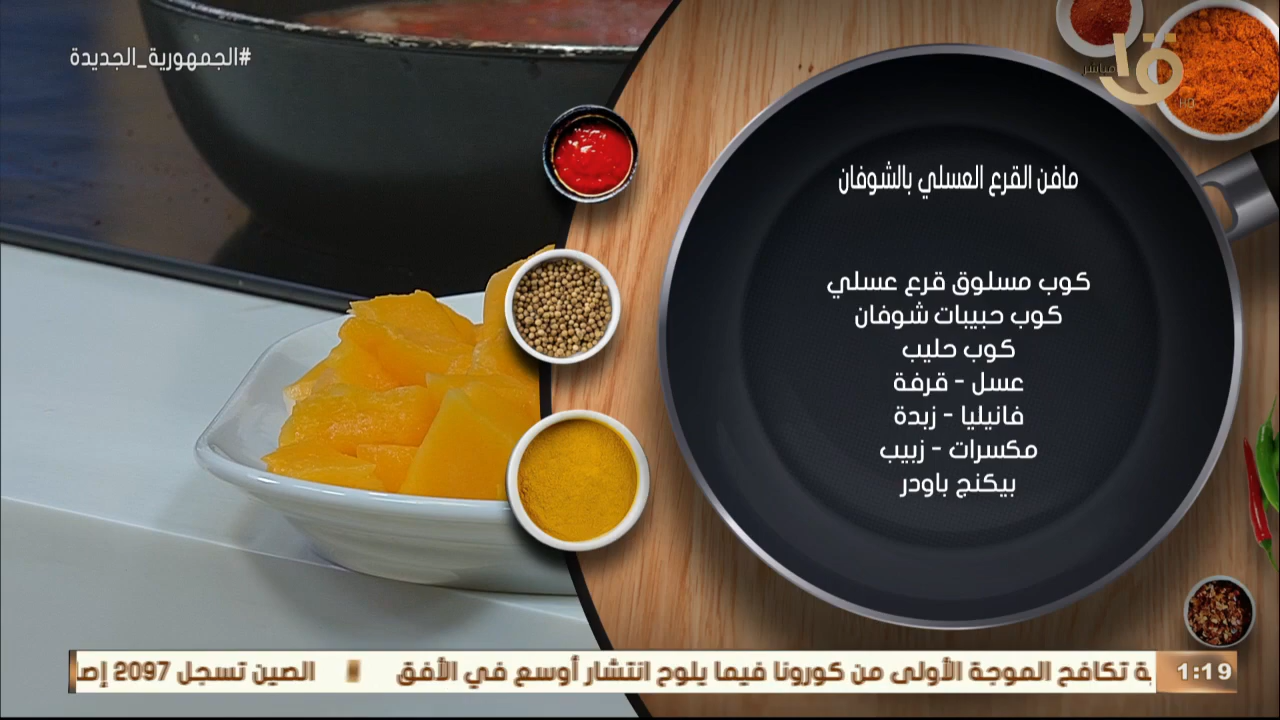 #الجمهورية_الجديدة
مباشر
HD
مافن القرع العسلي بالشوفان
كوب مسلوق قرع عسلي
كوب حبيبات شوفان
كوب حليب
عسل - قرفة
فانيليا - زبدة
مكسرات - زبيب
بيكنج باودر
1:19
تكافح الموجة الأولى من كورونا فيما يلوح انتشار أوسع في الأفق
الصين تسجل 2097